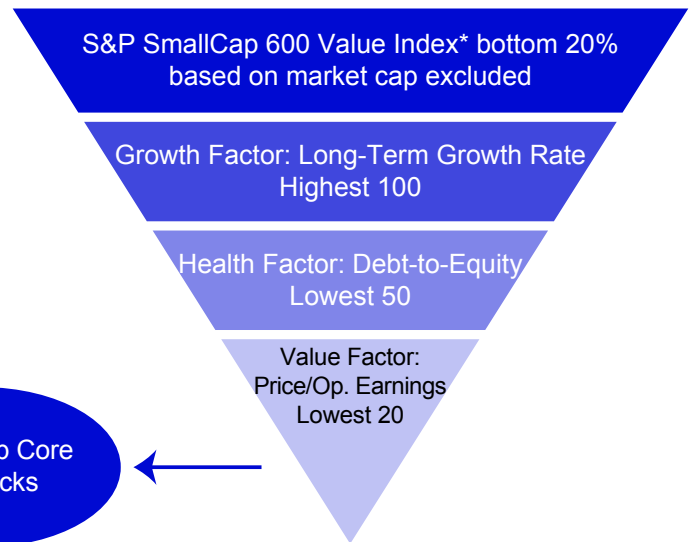 S&P SmallCap 600 Value Index* bottom 20%
based on market cap excluded
Growth Factor: Long-Term Growth Rate
Highest 100
Health Factor: Debt-to-Equity
Lowest 50
Value Factor:
Price/Op. Earnings
Lowest 20
Core